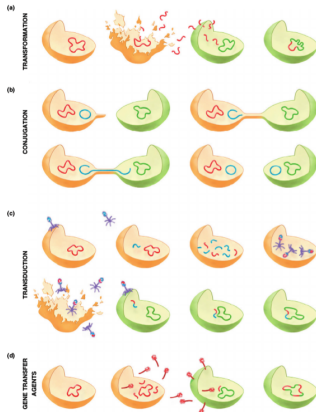 (a)
TRANSFORMATION
(b)
CONJUGATION
(c)
TRANSDUCTION
(d)
GENE TRANSFER
AGENTS